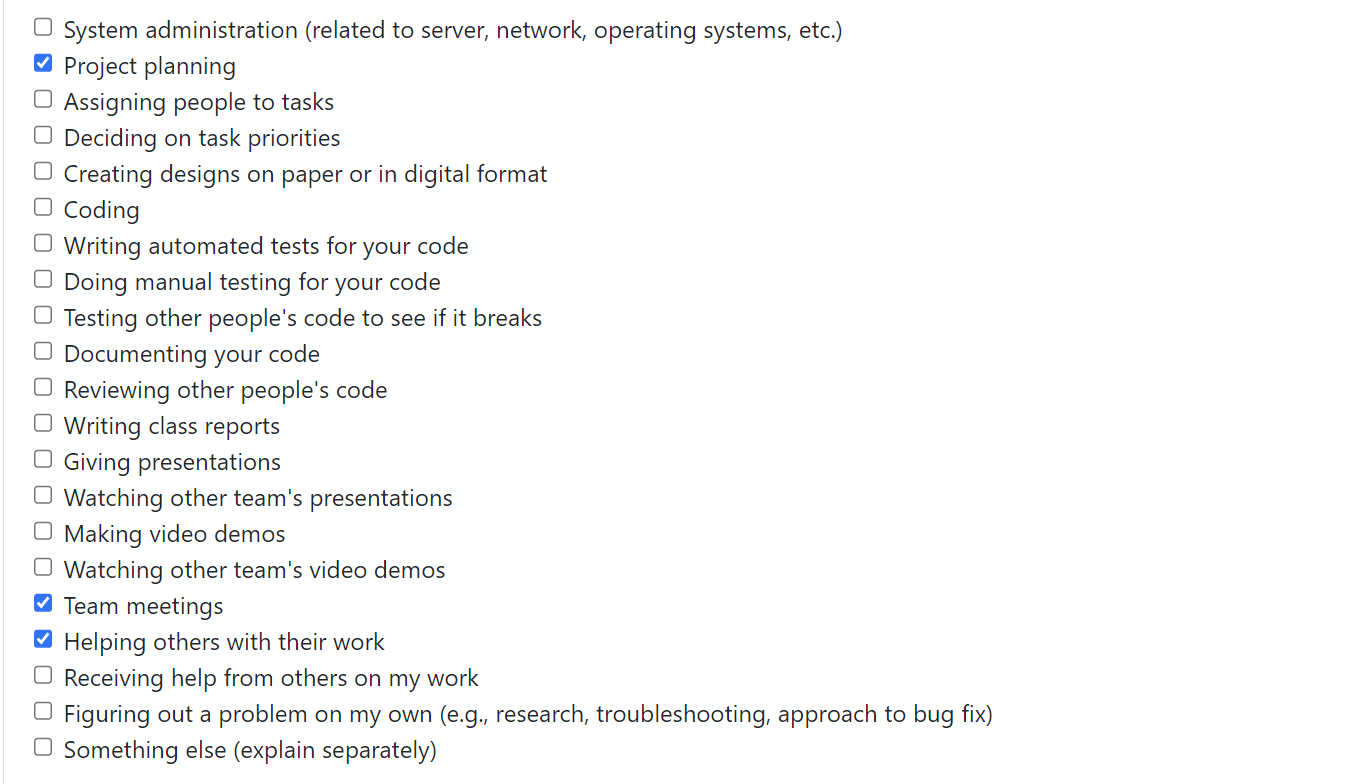 System administration (related to server, network, operating systems, etc.)
Project planning
Assigning people to tasks
Deciding on task priorities
Creating designs on paper or in digital format
Coding
Writing automated tests for your code
Doing manual testing for your code
Testing other people's code to see if it breaks
Documenting your code
Reviewing other people's code
Writing class reports
Giving presentations
Watching other team's presentations
Making video demos
Watching other team's video demos
Team meetings
Helping others with their work
Receiving help from others on my work
Figuring out a problem on my own (e.g., research, troubleshooting, approach to bug fix)
Something else (explain separately)